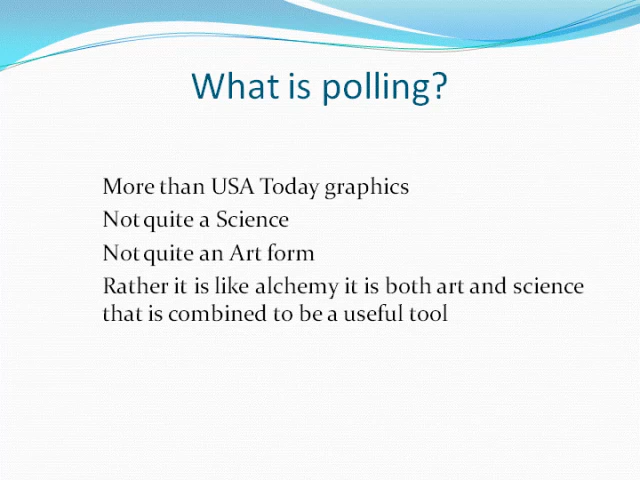 What is polling?
More than USA Today graphics
Not quite a Science
Not quite an Art form
Rather it is like alchemy it is both art and science
that is combined to be a useful tool